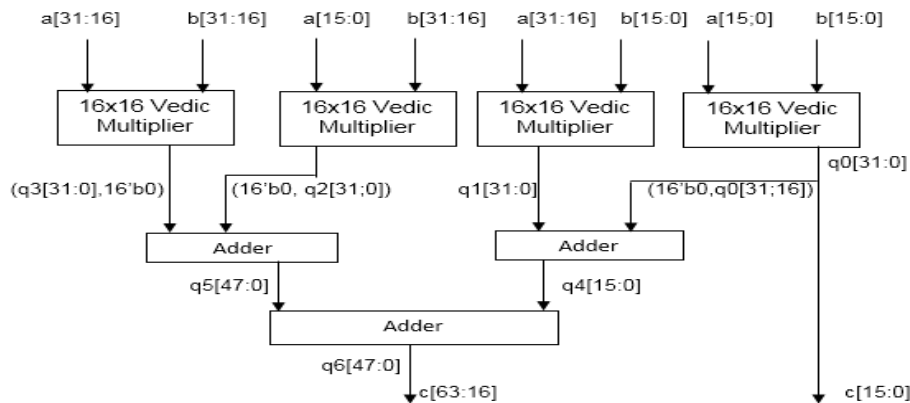 a[31:16] b[31:16] a[15:0] b[31:16] a[31:16] b[15:0] a[15;0] b[15:0]
16x16 Vedic Multiplier
16x16 Vedic Multiplier
16x16 Vedic Multiplier
16x16 Vedic Multiplier
q0[31:0]
(q3[31:0],16'b0) (16'b0, q2[31;0]) q1[31:0] (16'b0,q0[31;16])
Adder Adder
q5[47:0] q4[15:0]
Adder
q6[47:0]
c[63:16] c[15:0]